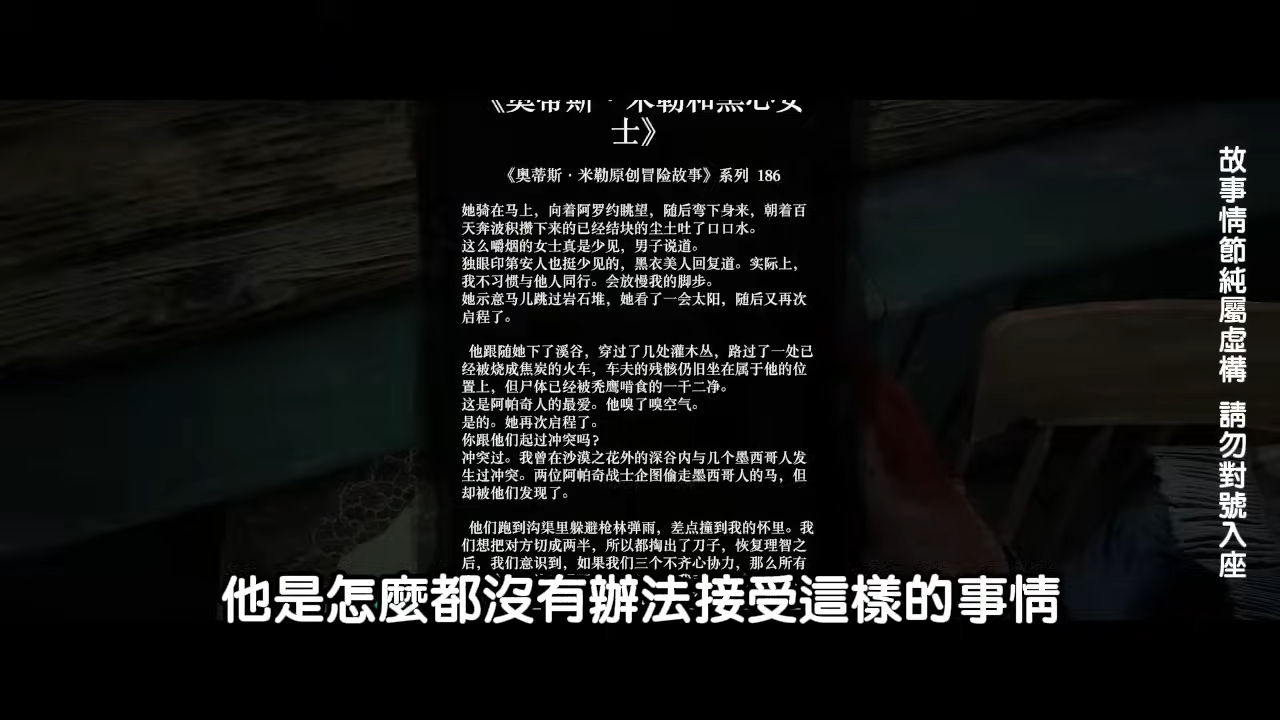 《奥蒂斯·米勒和黑心女
士》
《奥蒂斯·米勒原创冒险故事》系列 186
她骑在马上，向着阿罗约眺望，随后弯下身来，朝着百
天奔波积攒下来的已经结块的尘土吐了口口水。
这么嚼烟的女士真是少见，男子说道。
独眼印第安人也挺少见的，黑衣美人回复道。实际上，
我不习惯与他人同行。会放慢我的脚步。
她示意马儿跳过岩石堆，她看了一会太阳，随后又再次
启程了。
他跟随她下了溪谷，穿过了几处灌木丛，路过了一处已
经被烧成焦炭的火车，车夫的残骸仍旧坐在属于他的位
置上，但尸体已经被秃鹰啃食的一干二净。
这是阿帕奇人的最爱。他嗅了嗅空气。
是的。她再次启程了。
你跟他们起过冲突吗？
冲突过。我曾在沙漠之花外的深谷内与几个墨西哥人发
生过冲突。两位阿帕奇战士企图偷走墨西哥人的马，但
却被他们发现了。
他们跑到沟渠里躲避枪林弹雨，差点撞到我的怀里。我
们想把对方切成两半，所以都掏出了刀子，恢复理智之
后，我们意识到，如果我们三个不齐心协力，那么所有
他是怎麼都沒有辦法接受這樣的事情
故事情節純屬虛構 請勿對號入座